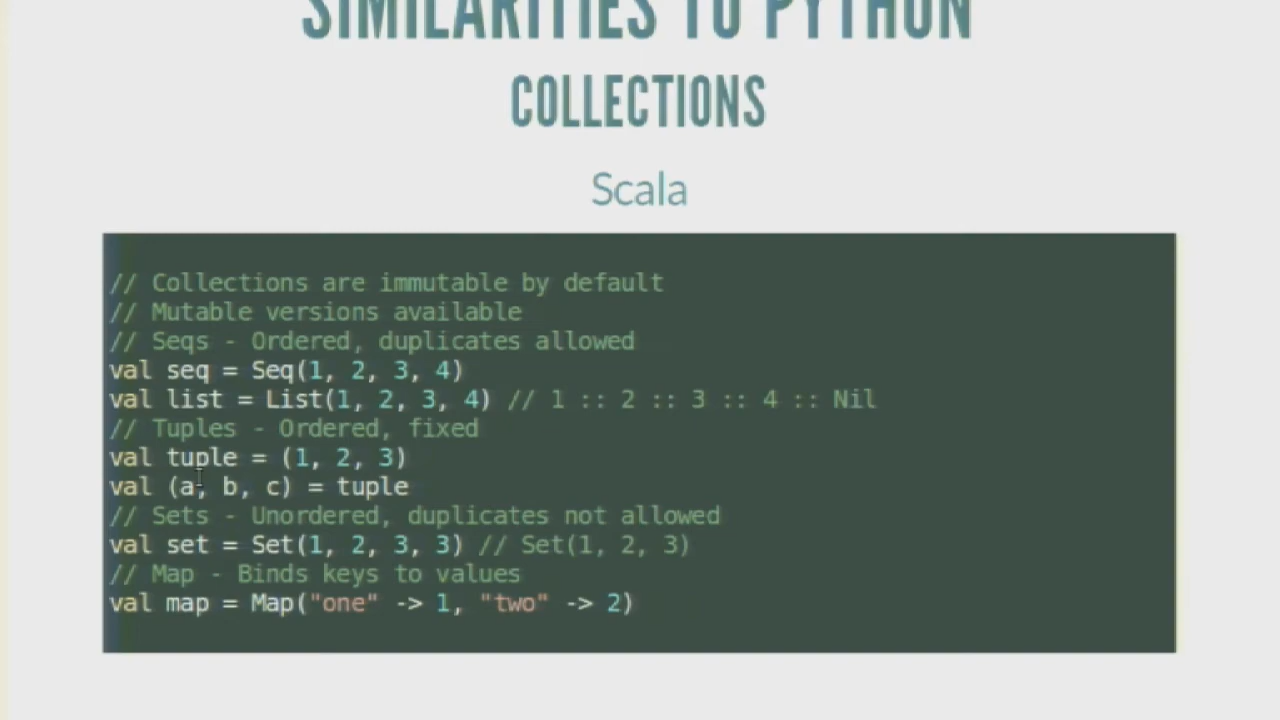 SIMILARITIES TO PYTHON
COLLECTIONS
Scala
// Collections are immutable by default
// Mutable versions available
// Seqs - Ordered, duplicates allowed
val seq = Seq(1, 2, 3, 4)
val list = List(1, 2, 3, 4) // 1 :: 2 :: 3 :: 4 :: Nil
// Tuples - Ordered, fixed
val tuple = (1, 2, 3)
val (a, b, c) = tuple
// Sets - Unordered, duplicates not allowed
val set = Set(1, 2, 3, 3) // Set(1, 2, 3)
// Map - Binds keys to values
val map = Map("one" -> 1, "two" -> 2)